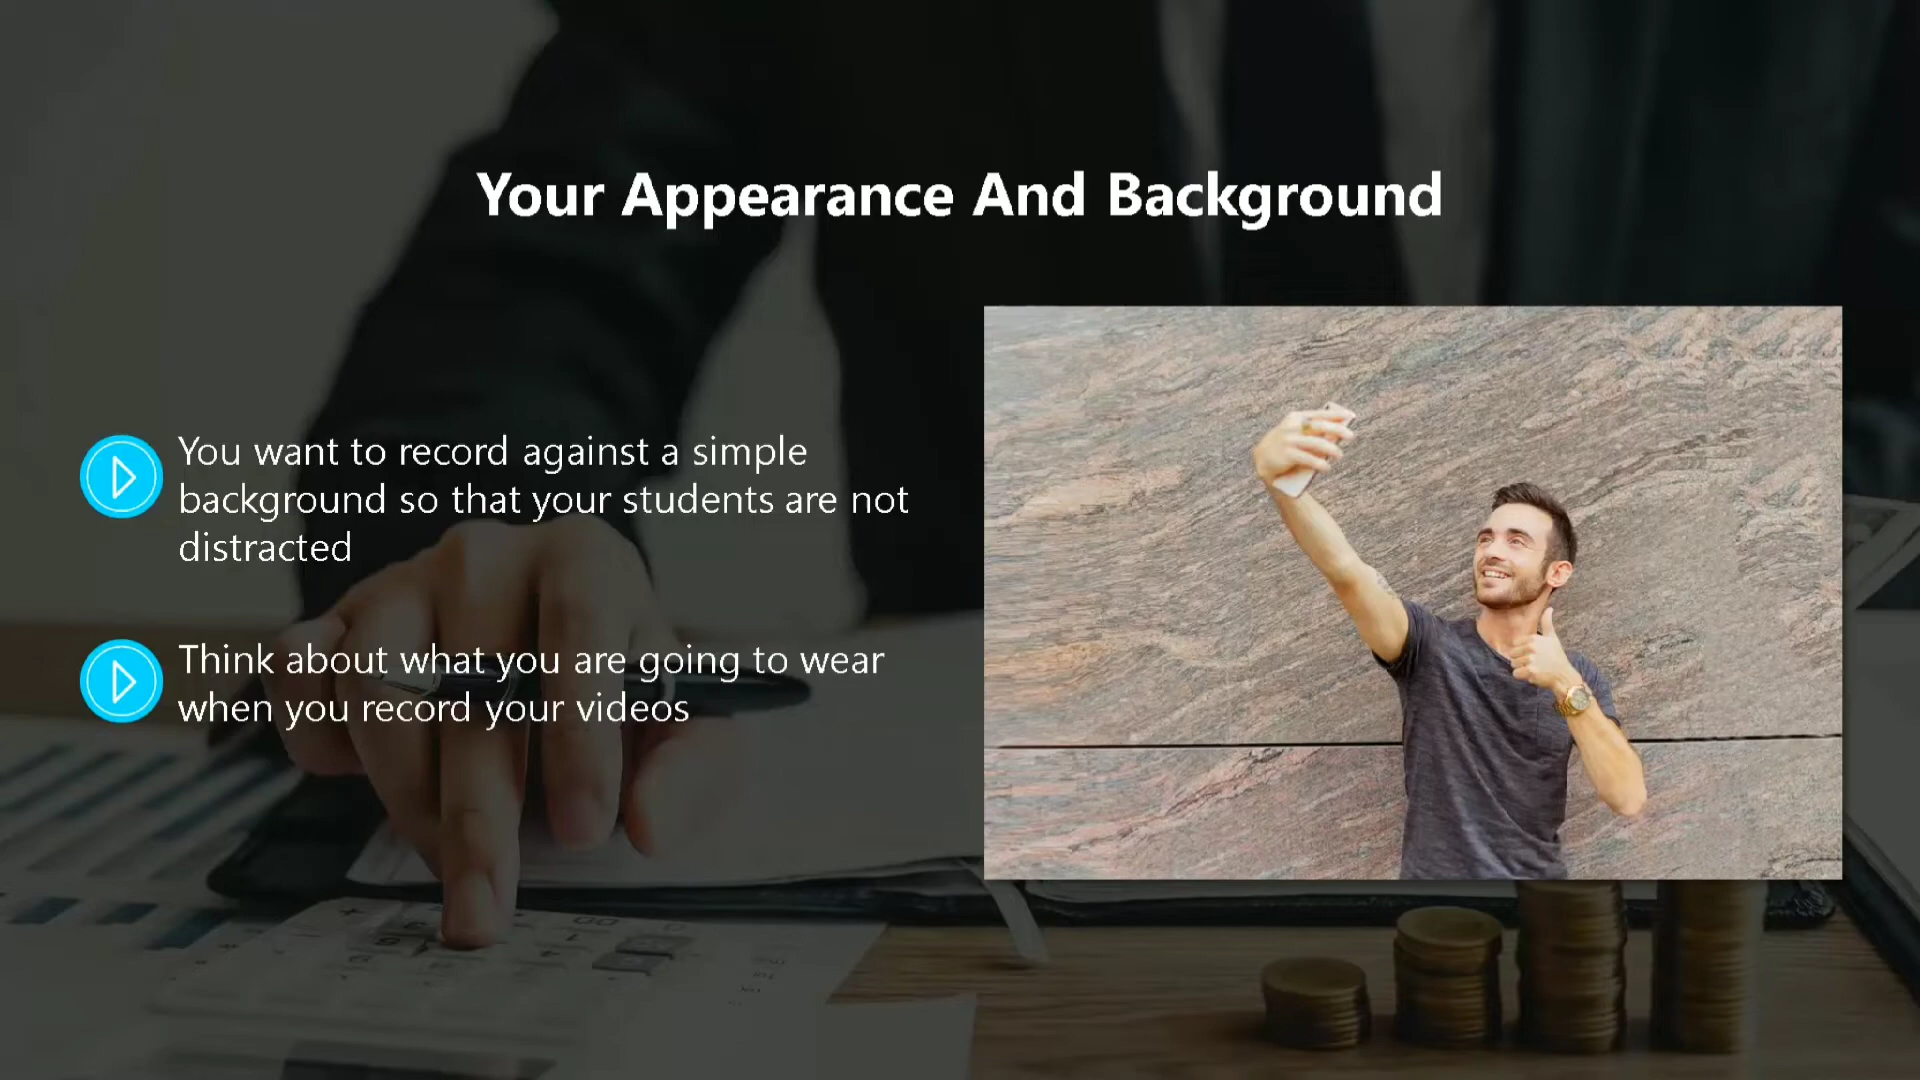 Your Appearance And Background
You want to record against a simple
background so that your students are not
distracted
Think about what you are going to wear
when you record your videos